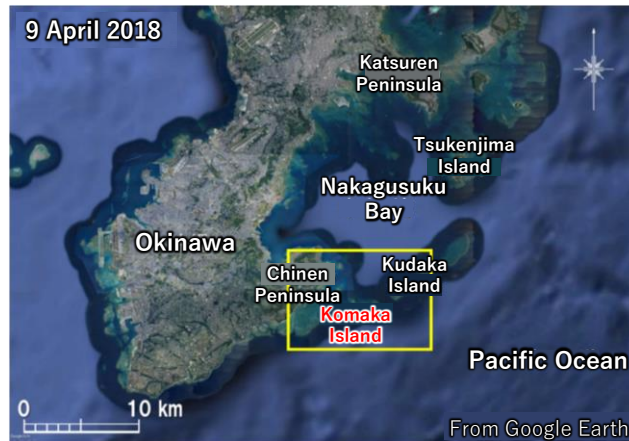 9 April 2018
Katsuren
Peninsula
Tsukenjima
Island
Nakagusuku
Bay
Okinawa
Chinen
Peninsula
Kudaka
Island
Komaka
Island
Pacific Ocean
0 10 km
From Google Earth